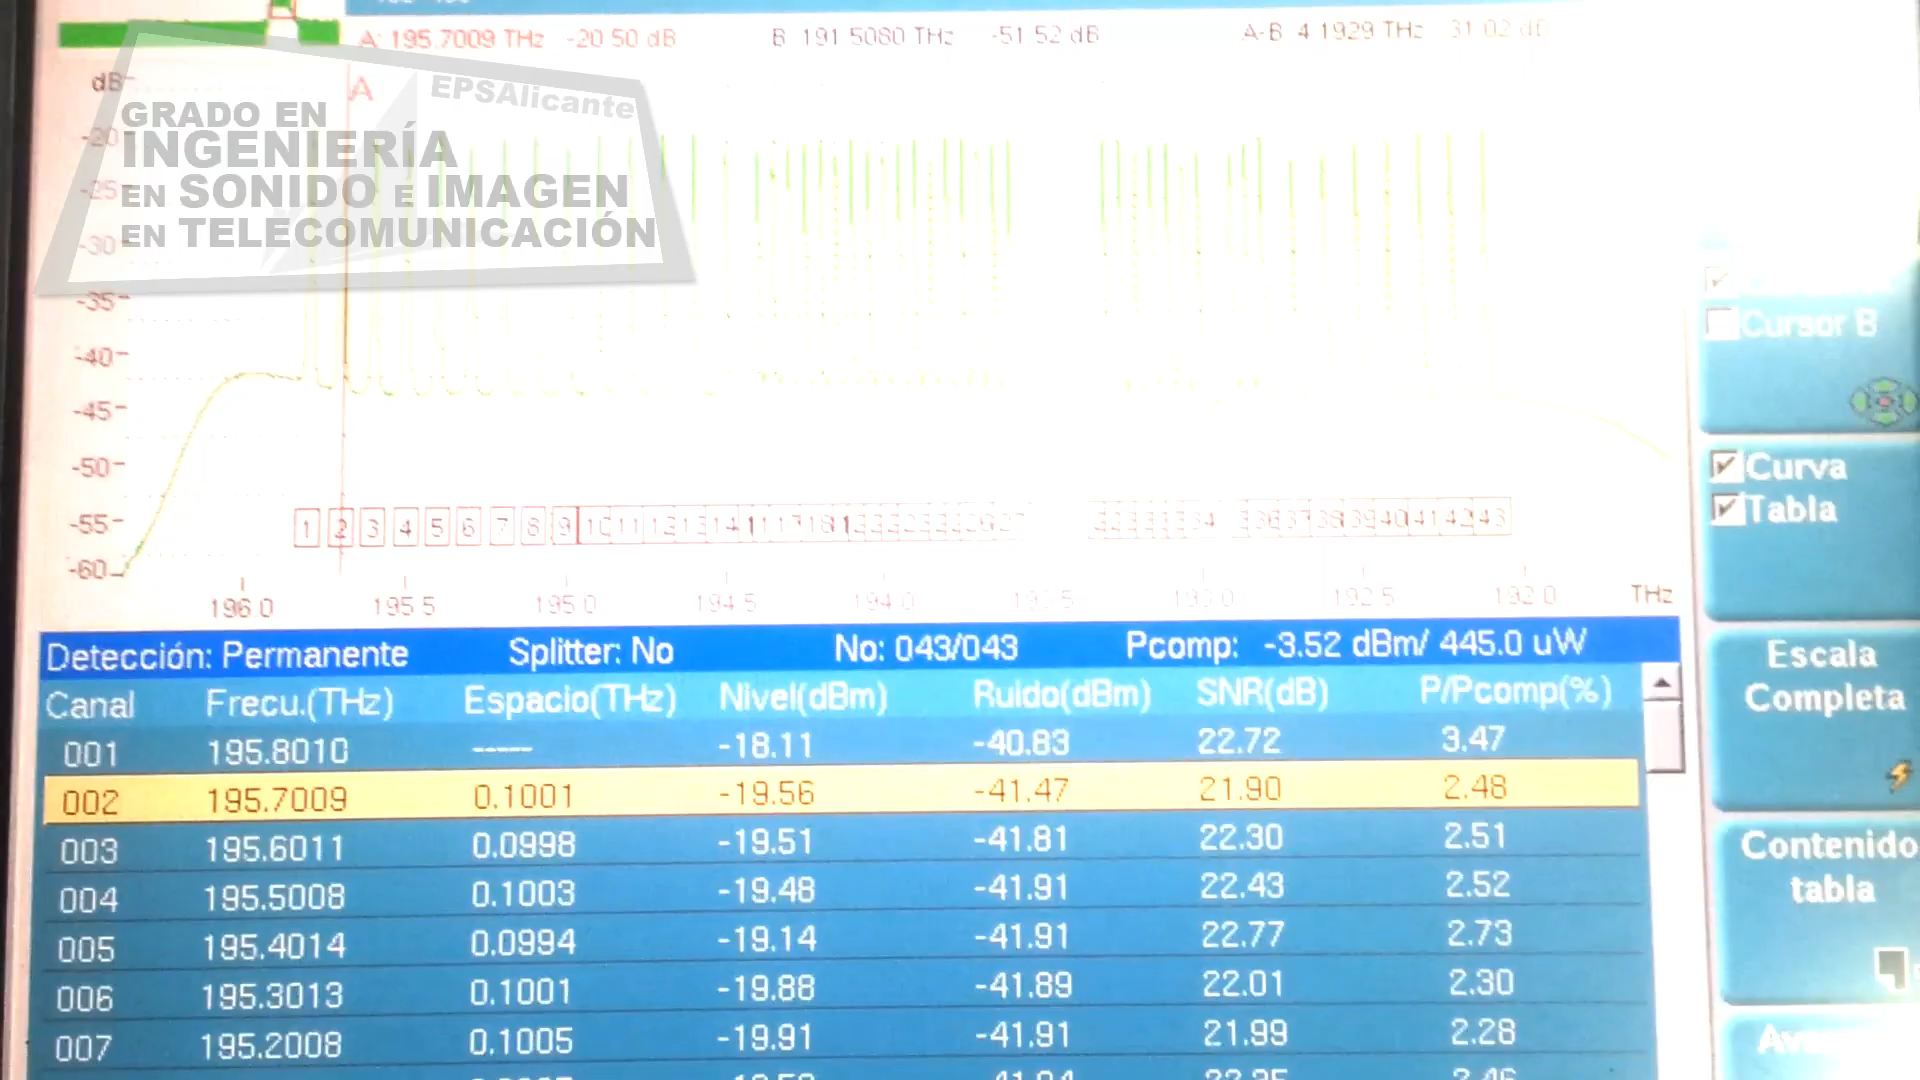 A: 195.7009 THz -20.50 dB B 191.5080 THz -51.52 dB A-B 4.1929 THz 31.02 dB
dB
A
EPSAlicante
GRADO EN
INGENIERÍA
EN SONIDO E IMAGEN
EN TELECOMUNICACIÓN
-20
-25
-30
-35
-40
-45
-50
-55
-60
1 2 3 4 5 6 7 8 9
196.0 195.5 195.0 194.5 194.0 193.5 193.0 192.5 192.0 THz
Cursor B
Curva
Tabla
Escala
Completa
Contenido
tabla
Detección: Permanente Splitter: No No: 043/043 Pcomp: -3.52 dBm/ 445.0 uW
Canal Frecu.(THz) Espacio(THz) Nivel(dBm) Ruido(dBm) SNR(dB) P/Pcomp(%)
001 195.8010 ----- -18.11 -40.83 22.72 3.47
002 195.7009 0.1001 -19.56 -41.47 21.90 2.48
003 195.6011 0.0998 -19.51 -41.81 22.30 2.51
004 195.5008 0.1003 -19.48 -41.91 22.43 2.52
005 195.4014 0.0994 -19.14 -41.91 22.77 2.73
006 195.3013 0.1001 -19.88 -41.89 22.01 2.30
007 195.2008 0.1005 -19.91 -41.91 21.99 2.28